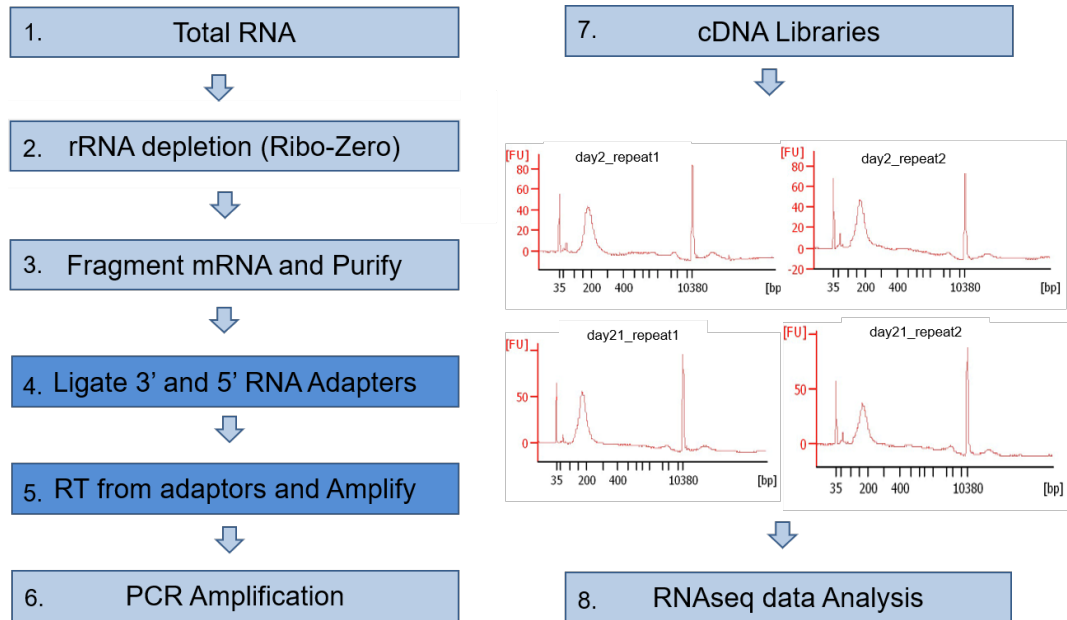 1. Total RNA
2. rRNA depletion (Ribo-Zero)
3. Fragment mRNA and Purify
4. Ligate 3’ and 5’ RNA Adapters
5. RT from adaptors and Amplify
6. PCR Amplification
7. cDNA Libraries
[FU] day2_repeat1
80
60
40
20
0
35 200 400 10380 [bp]
[FU] day2_repeat2
80
60
40
20
0
-20
35 200 400 10380 [bp]
[FU] day21_repeat1
50
0
35 200 400 10380 [bp]
[FU] day21_repeat2
50
0
35 200 400 10380 [bp]
8. RNAseq data Analysis